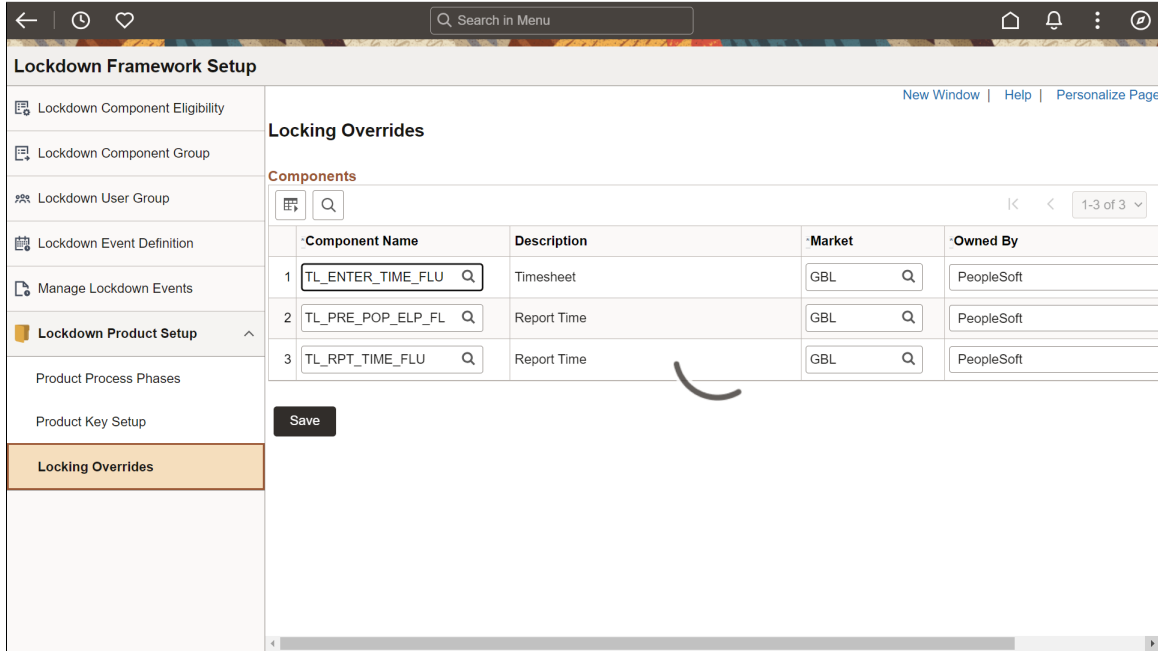 Search in Menu
Lockdown Framework Setup
New Window | Help | Personalize Page
Lockdown Component Eligibility
Lockdown Component Group
Lockdown User Group
Lockdown Event Definition
Manage Lockdown Events
Lockdown Product Setup
Product Process Phases
Product Key Setup
Locking Overrides
Locking Overrides
Components
1-3 of 3
*Component Name Description *Market *Owned By
1 TL_ENTER_TIME_FLU Timesheet GBL PeopleSoft
2 TL_PRE_POP_ELP_FL Report Time GBL PeopleSoft
3 TL_RPT_TIME_FLU Report Time GBL PeopleSoft
Save